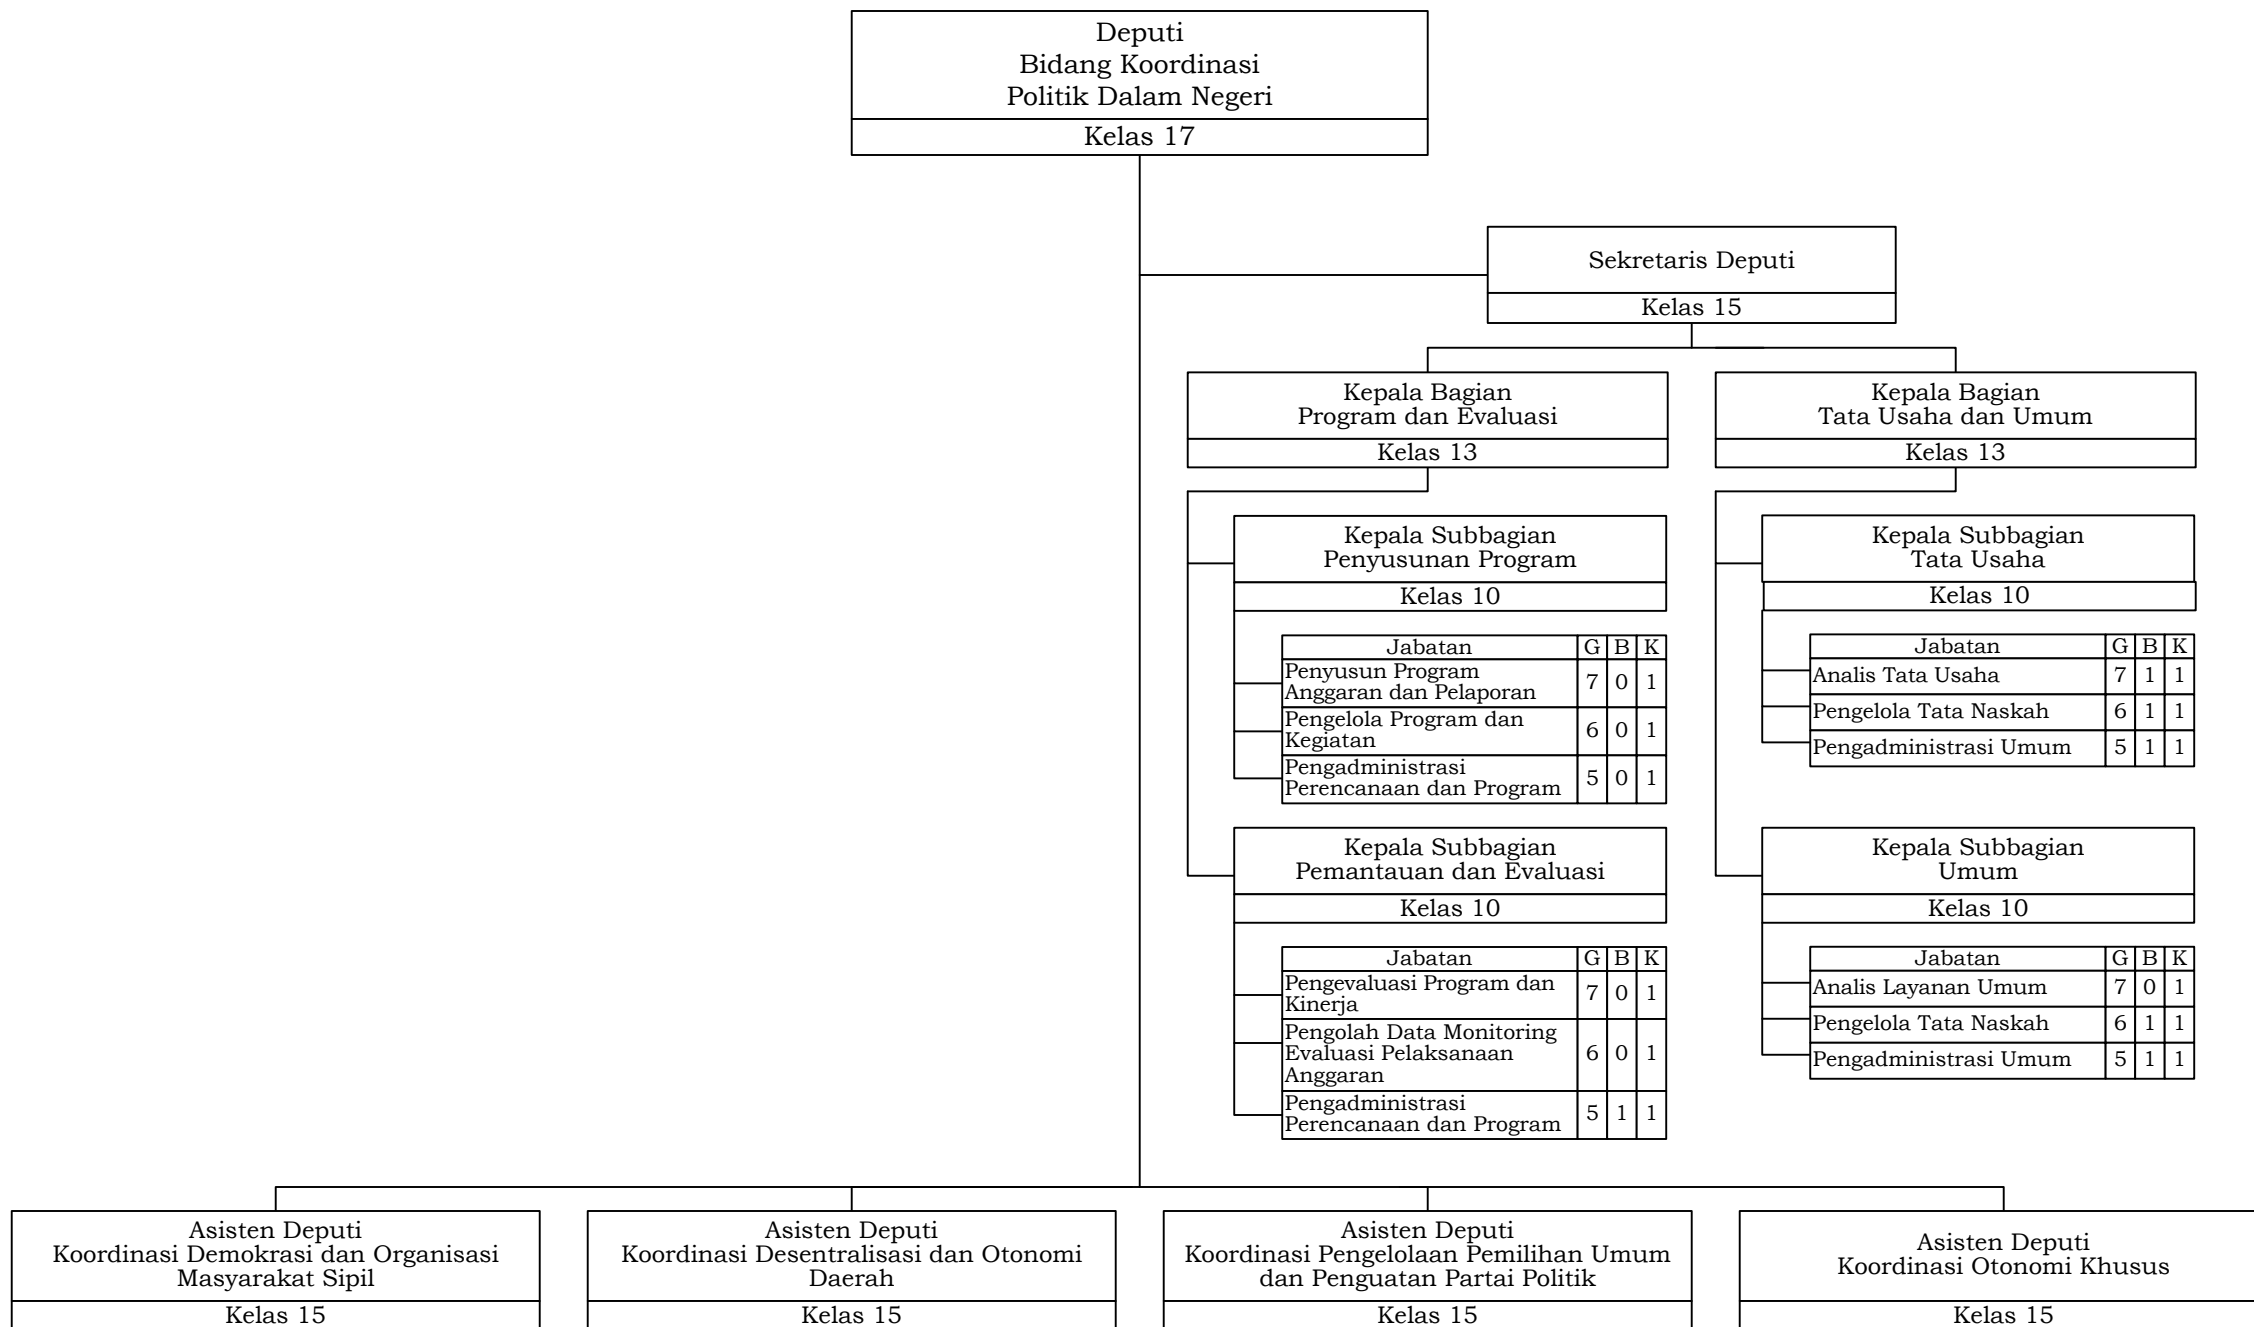 Deputi
Bidang Koordinasi
Politik Dalam Negeri
Kelas 17
Sekretaris Deputi
Kelas 15
Kepala Bagian
Program dan Evaluasi
Kelas 13
Kepala Subbagian
Penyusunan Program
Kelas 10
Jabatan G B K
Penyusun Program
Anggaran dan Pelaporan 7 0 1
Pengelola Program dan
Kegiatan 6 0 1
Pengadministrasi
Perencanaan dan Program 5 0 1
Kepala Subbagian
Pemantauan dan Evaluasi
Kelas 10
Jabatan G B K
Pengevaluasi Program dan
Kinerja 7 0 1
Pengolah Data Monitoring
Evaluasi Pelaksanaan 6 0 1
Anggaran
Pengadministrasi
Perencanaan dan Program 5 1 1
Kepala Bagian
Tata Usaha dan Umum
Kelas 13
Kepala Subbagian
Tata Usaha
Kelas 10
Jabatan G B K
Analis Tata Usaha 7 1 1
Pengelola Tata Naskah 6 1 1
Pengadministrasi Umum 5 1 1
Kepala Subbagian
Umum
Kelas 10
Jabatan G B K
Analis Layanan Umum 7 0 1
Pengelola Tata Naskah 6 1 1
Pengadministrasi Umum 5 1 1
Asisten Deputi
Koordinasi Demokrasi dan Organisasi
Masyarakat Sipil
Kelas 15
Asisten Deputi
Koordinasi Desentralisasi dan Otonomi
Daerah
Kelas 15
Asisten Deputi
Koordinasi Pengelolaan Pemilihan Umum
dan Penguatan Partai Politik
Kelas 15
Asisten Deputi
Koordinasi Otonomi Khusus
Kelas 15